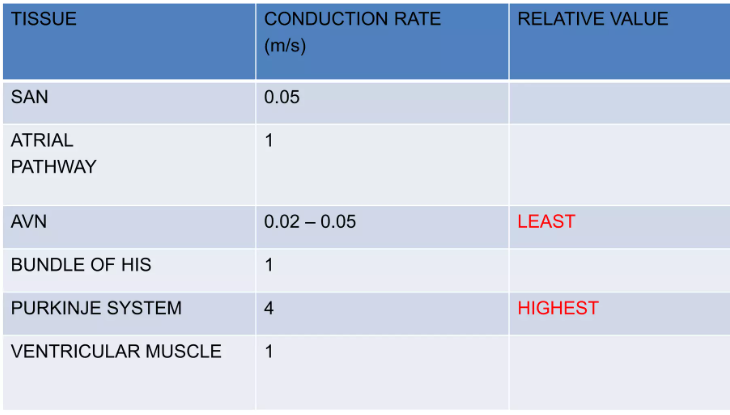 TISSUE CONDUCTION RATE RELATIVE VALUE
(m/s)
SAN 0.05
ATRIAL 1
PATHWAY
AVN 0.02 – 0.05 LEAST
BUNDLE OF HIS 1
PURKINJE SYSTEM 4 HIGHEST
VENTRICULAR MUSCLE 1